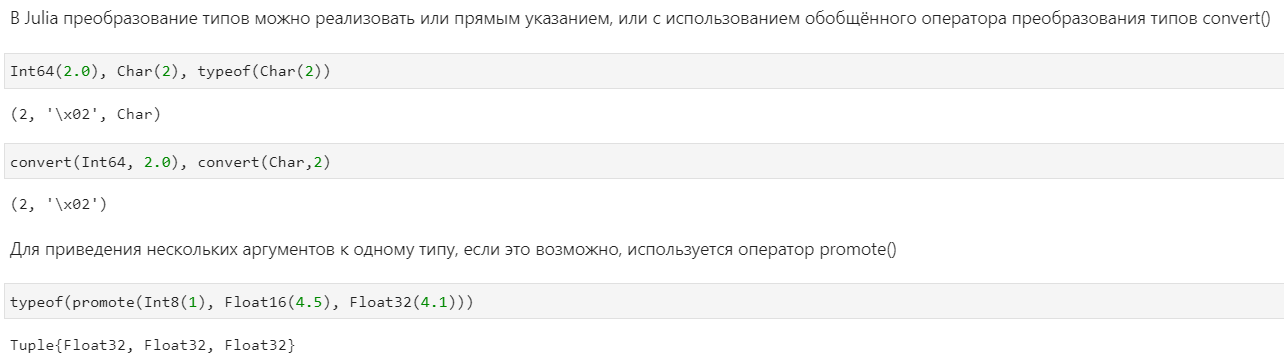 В Julia преобразование типов можно реализовать или прямым указанием, или с использованием обобщённого оператора преобразования типов convert()
Int64(2.0), Char(2), typeof(Char(2))
(2, '\x02', Char)
convert(Int64, 2.0), convert(Char,2)
(2, '\x02')
Для приведения нескольких аргументов к одному типу, если это возможно, используется оператор promote()
typeof(promote(Int8(1), Float16(4.5), Float32(4.1)))
Tuple{Float32, Float32, Float32}